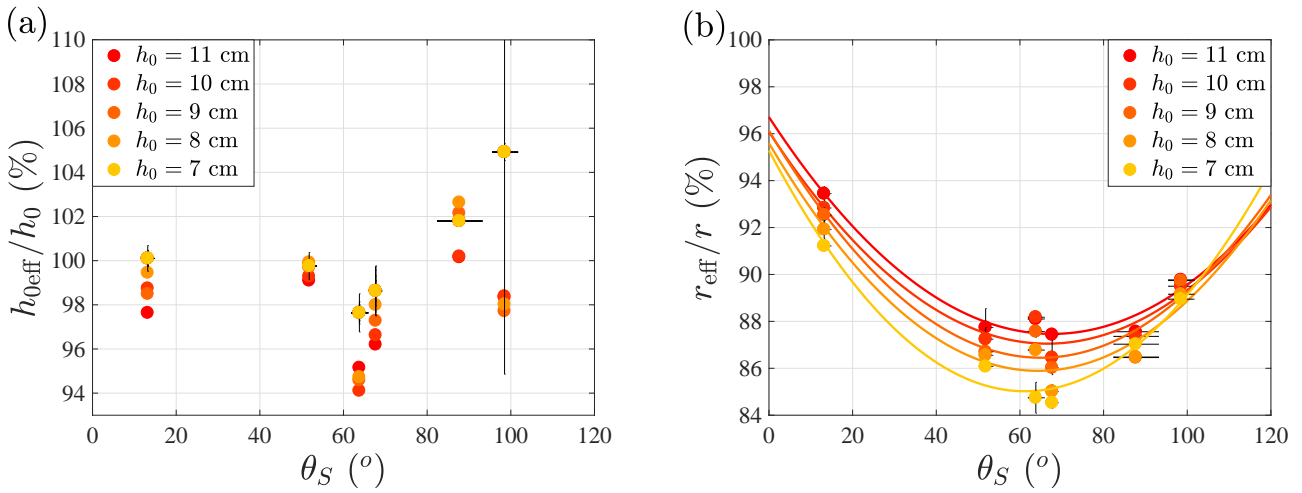 (a)
110
108
106
104
102
100
98
96
94
0 20 40 60 80 100 120
h₀eff/h₀ (%)
θ_S (°)
h₀ = 11 cm
h₀ = 10 cm
h₀ = 9 cm
h₀ = 8 cm
h₀ = 7 cm
(b)
100
98
96
94
92
90
88
86
84
0 20 40 60 80 100 120
r_eff/r (%)
θ_S (°)
h₀ = 11 cm
h₀ = 10 cm
h₀ = 9 cm
h₀ = 8 cm
h₀ = 7 cm